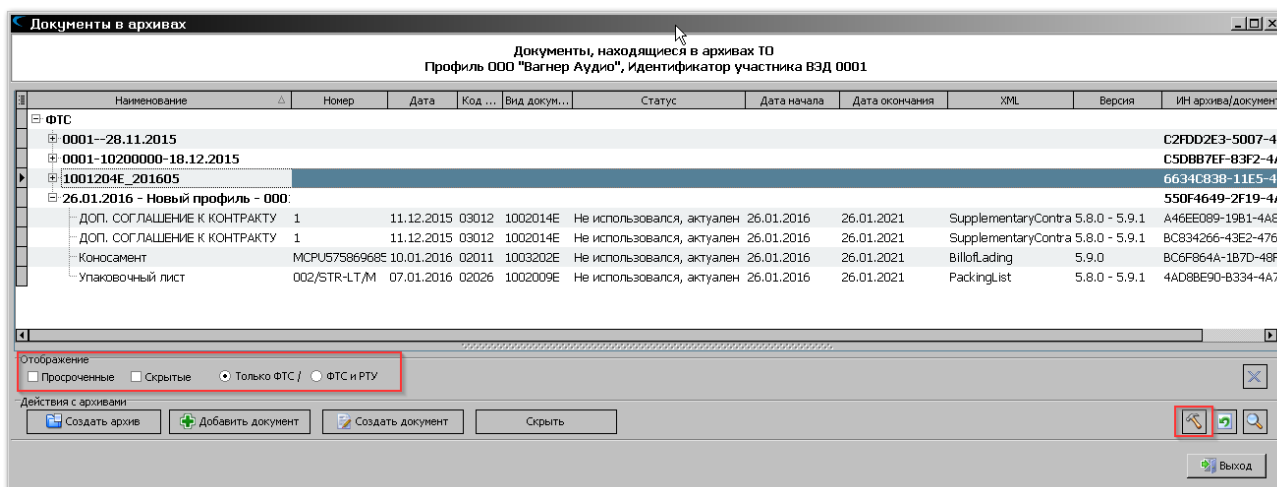 Документы в архивах
Документы, находящиеся в архивах ТО
Профиль ООО "Вагнер Аудио", Идентификатор участника ВЭД 0001
Наименование Номер Дата Код ... Вид докум... Статус Дата начала Дата окончания XML Версия ИН архива/документ
ФТС
0001--28.11.2015 C2FDD2E3-5007-4
0001-10200000-18.12.2015 C5DBB7EF-83F2-4
1001204E_201605 6634C838-11E5-4
26.01.2016 - Новый профиль - 000: 550F4649-2F19-4
ДОП. СОГЛАШЕНИЕ К КОНТРАКТУ 1 11.12.2015 03012 1002014E Не использовался, актуален 26.01.2016 26.01.2021 SupplementaryContra 5.8.0 - 5.9.1 A46EE089-19B1-4A8
ДОП. СОГЛАШЕНИЕ К КОНТРАКТУ 1 11.12.2015 03012 1002014E Не использовался, актуален 26.01.2016 26.01.2021 SupplementaryContra 5.8.0 - 5.9.1 BC834266-43E2-476
Коносамент MCPU575869685 10.01.2016 02011 1003202E Не использовался, актуален 26.01.2016 26.01.2021 BillofLading 5.9.0 BC6F864A-1B7D-48F
Упаковочный лист 002/STR-LT/M 07.01.2016 02026 1002009E Не использовался, актуален 26.01.2016 26.01.2021 PackingList 5.8.0 - 5.9.1 4AD8BE90-B334-4A7
Отображение
Просроченные Скрытые Только ФТС / ФТС и РТУ
Действия с архивами
Создать архив Добавить документ Создать документ Скрыть
Выход